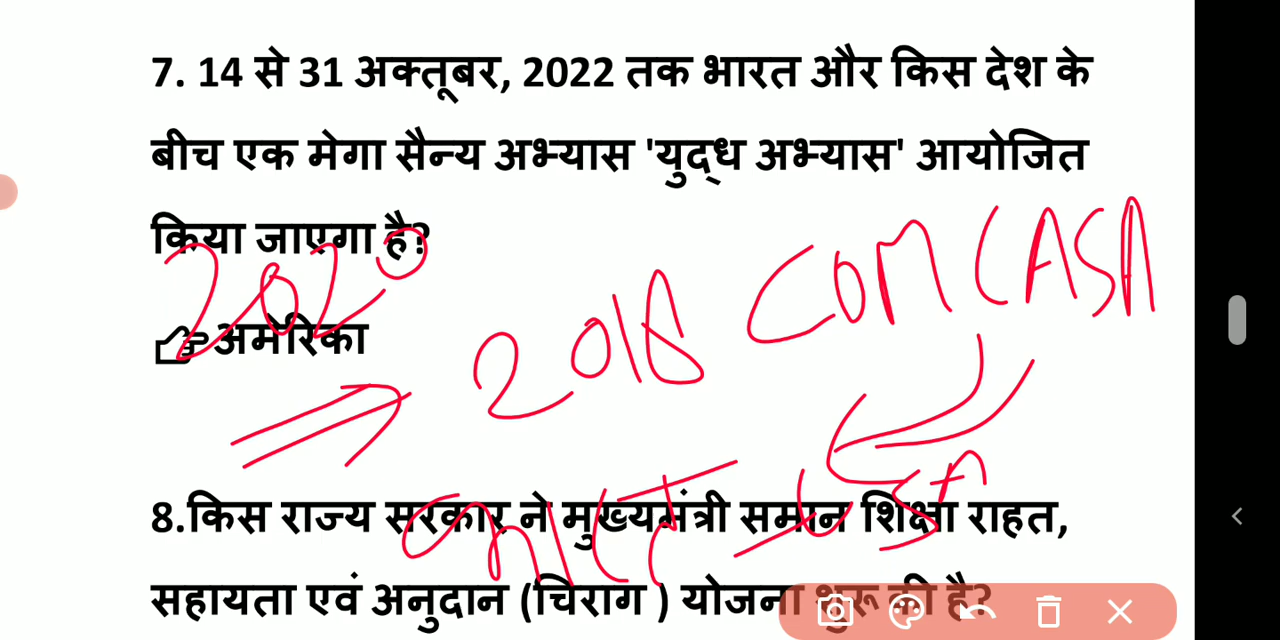 7. 14 से 31 अक्तूबर, 2022 तक भारत और किस देश के
बीच एक मेगा सैन्य अभ्यास 'युद्ध अभ्यास' आयोजित
किया जाएगा है?
2020
2018 COMCASA
अमेरिका
USA
8.किस राज्य सरकार ने मुख्यमंत्री समान शिक्षा राहत,
सहायता एवं अनुदान (चिराग ) योजना शुरू की है?